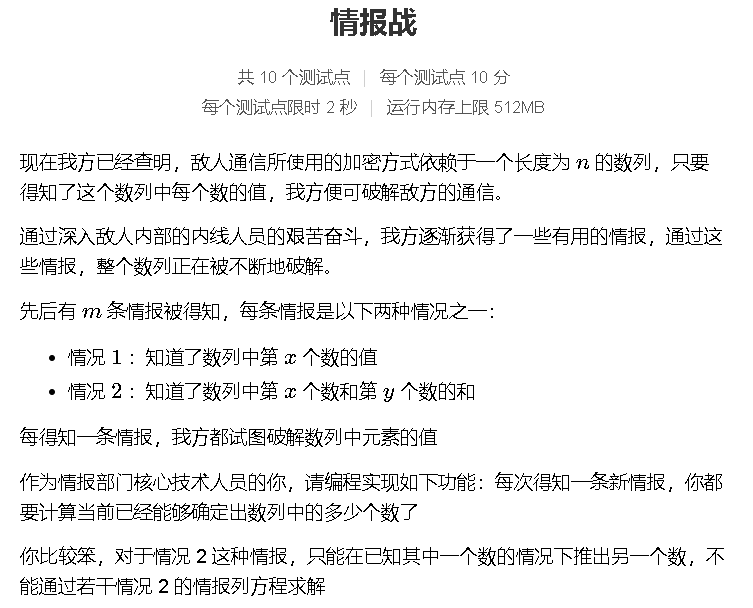 情报战
共 10 个测试点 | 每个测试点 10 分
每个测试点限时 2 秒 | 运行内存上限 512MB
现在我方已经查明，敌人通信所使用的加密方式依赖于一个长度为 n 的数列，只要
得知了这个数列中每个数的值，我方便可破解敌方的通信。
通过深入敌人内部的内线人员的艰苦奋斗，我方逐渐获得了一些有用的情报，通过这
些情报，整个数列正在被不断地破解。
先后有 m 条情报被得知，每条情报是以下两种情况之一：
• 情况 1：知道了数列中第 x 个数的值
• 情况 2：知道了数列中第 x 个数和第 y 个数的和
每得知一条情报，我方都试图破解数列中元素的值
作为情报部门核心技术人员的你，请编程实现如下功能：每次得知一条新情报，你都
要计算当前已经能够确定出数列中的多少个数了
你比较笨，对于情况 2 这种情报，只能在已知其中一个数的情况下推出另一个数，不
能通过若干情况 2 的情报列方程求解